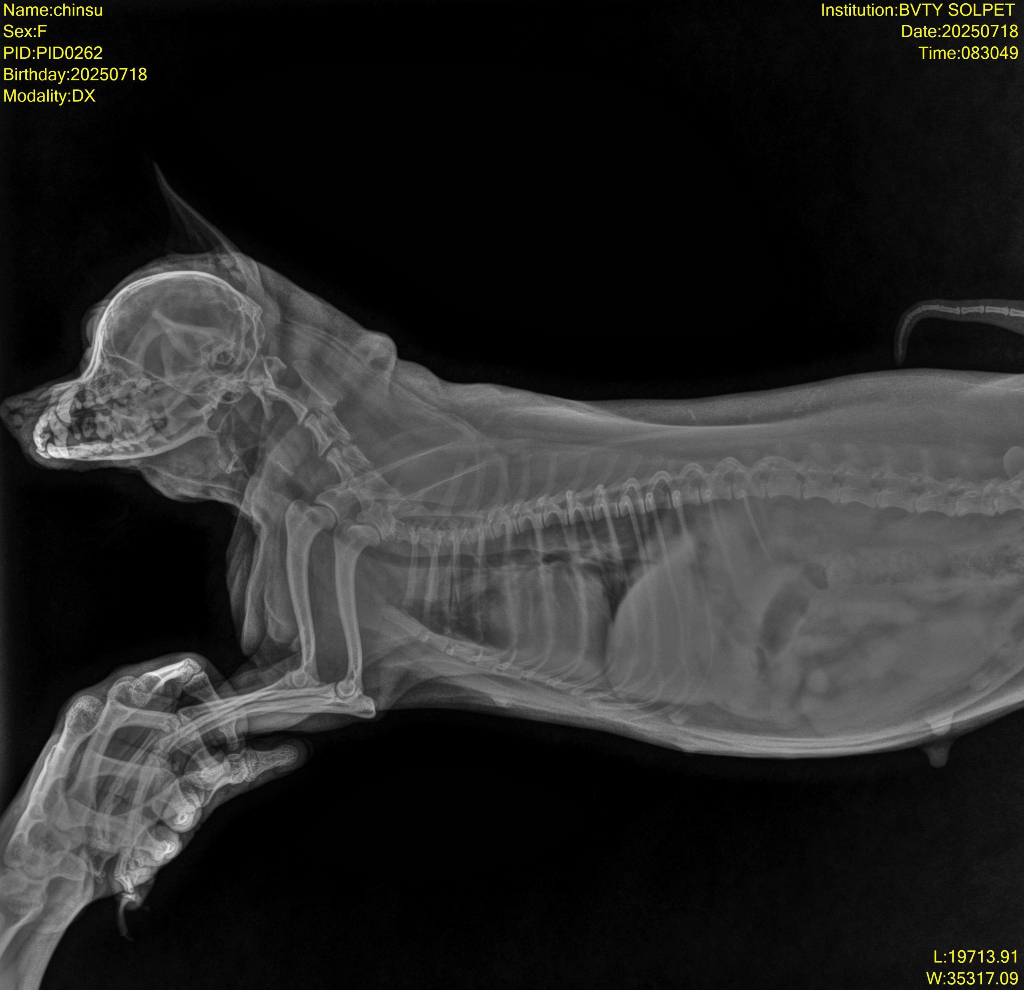 Name:chinsu
Sex:F
PID:PID0262
Birthday:20250718
Modality:DX
Institution:BVTY SOLPET
Date:20250718
Time:083049
L:19713.91
W:35317.09